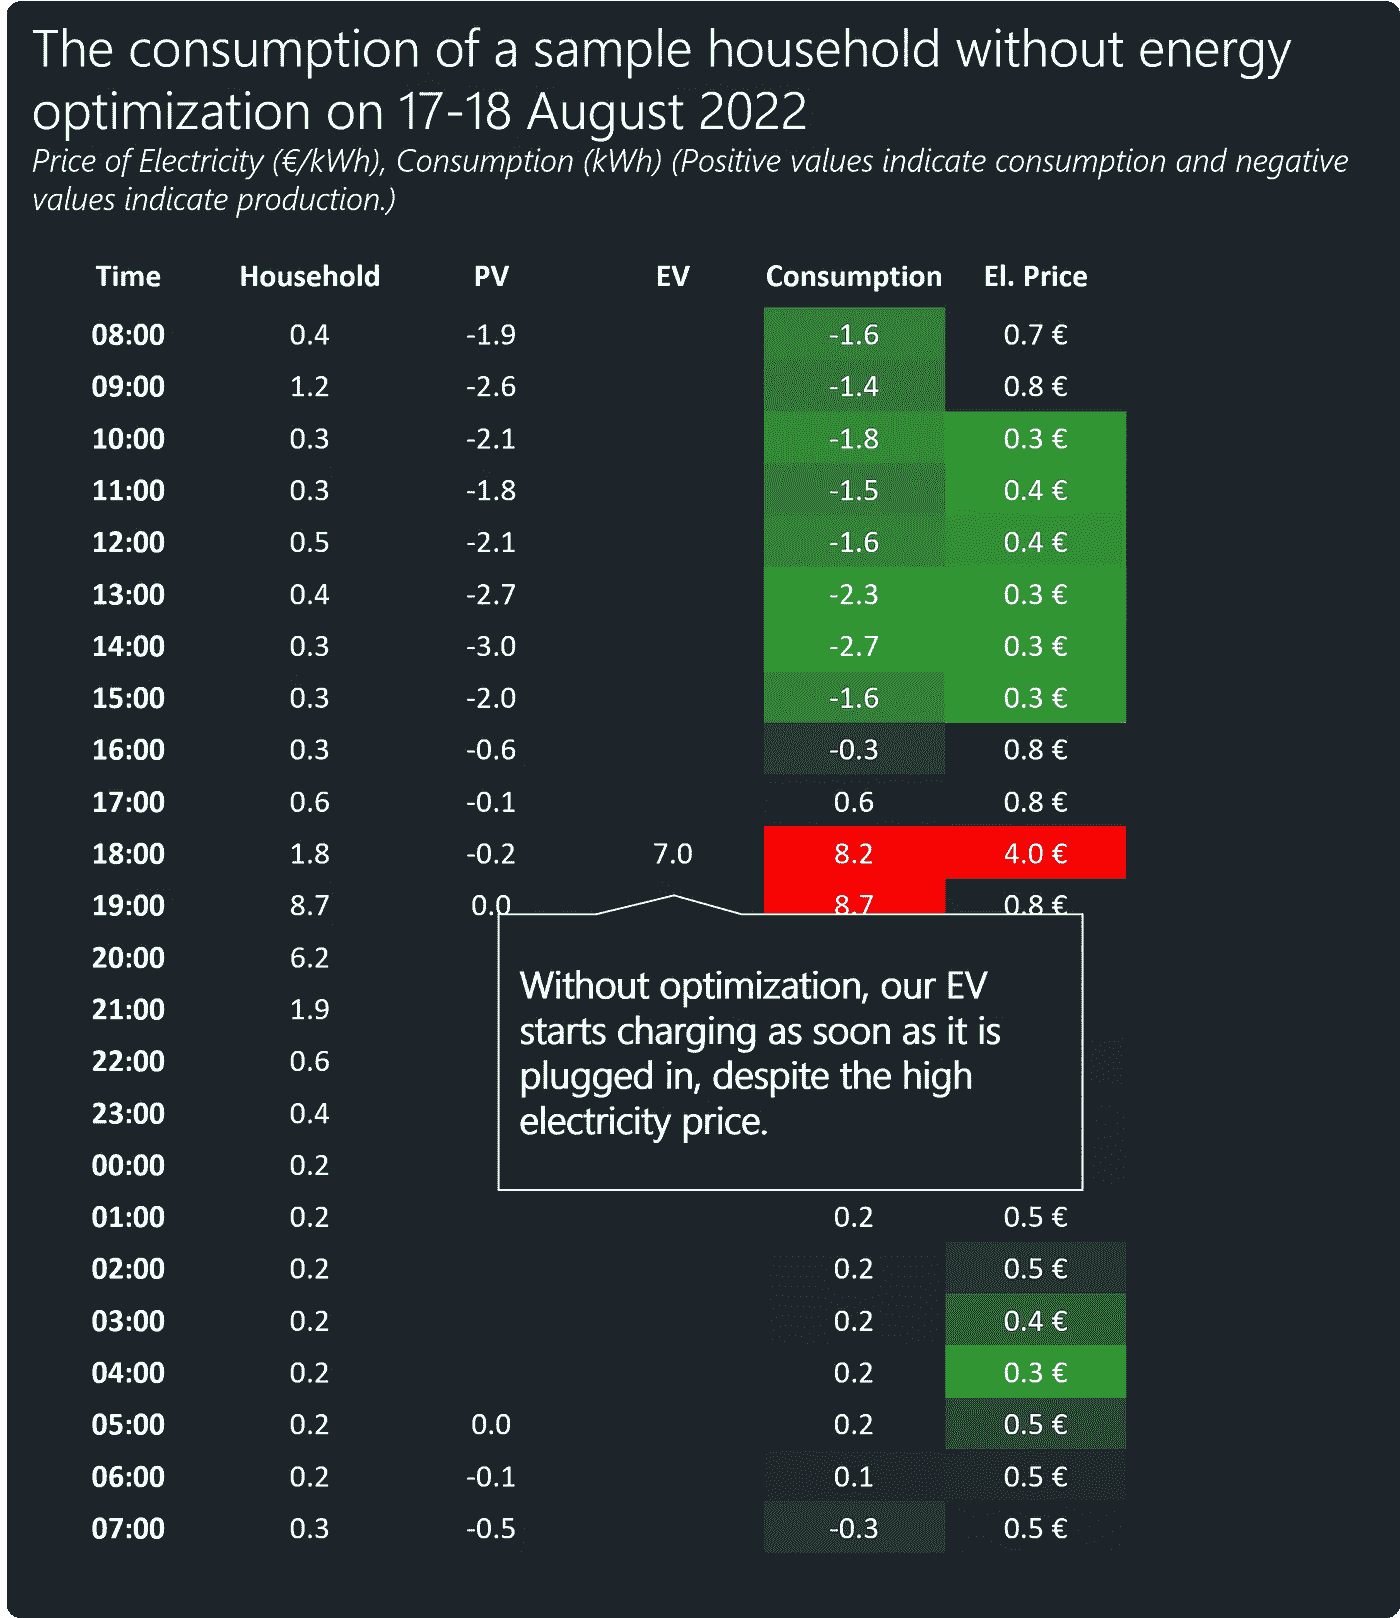 The consumption of a sample household without energy
optimization on 17-18 August 2022
Price of Electricity (€/kWh), Consumption (kWh) (Positive values indicate consumption and negative
values indicate production.)
Time Household PV EV Consumption El. Price
08:00 0.4 -1.9 -1.6 0.7 €
09:00 1.2 -2.6 -1.4 0.8 €
10:00 0.3 -2.1 -1.8 0.3 €
11:00 0.3 -1.8 -1.5 0.4 €
12:00 0.5 -2.1 -1.6 0.4 €
13:00 0.4 -2.7 -2.3 0.3 €
14:00 0.3 -3.0 -2.7 0.3 €
15:00 0.3 -2.0 -1.6 0.3 €
16:00 0.3 -0.6 -0.3 0.8 €
17:00 0.6 -0.1 0.6 0.8 €
18:00 1.8 -0.2 7.0 8.2 4.0 €
19:00 8.7 0.0 8.7 0.8 €
20:00 6.2
21:00 1.9
22:00 0.6
23:00 0.4
00:00 0.2
Without optimization, our EV
starts charging as soon as it is
plugged in, despite the high
electricity price.
01:00 0.2 0.2 0.5 €
02:00 0.2 0.2 0.5 €
03:00 0.2 0.2 0.4 €
04:00 0.2 0.2 0.3 €
05:00 0.2 0.0 0.2 0.5 €
06:00 0.2 -0.1 0.1 0.5 €
07:00 0.3 -0.5 -0.3 0.5 €